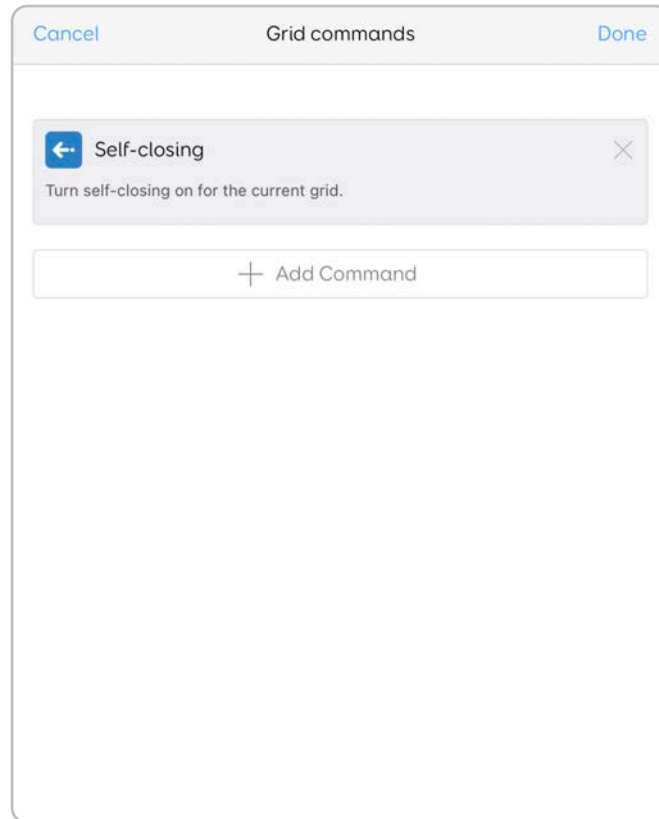 Cancel Grid commands Done
Self-closing
Turn self-closing on for the current grid.
Add Command